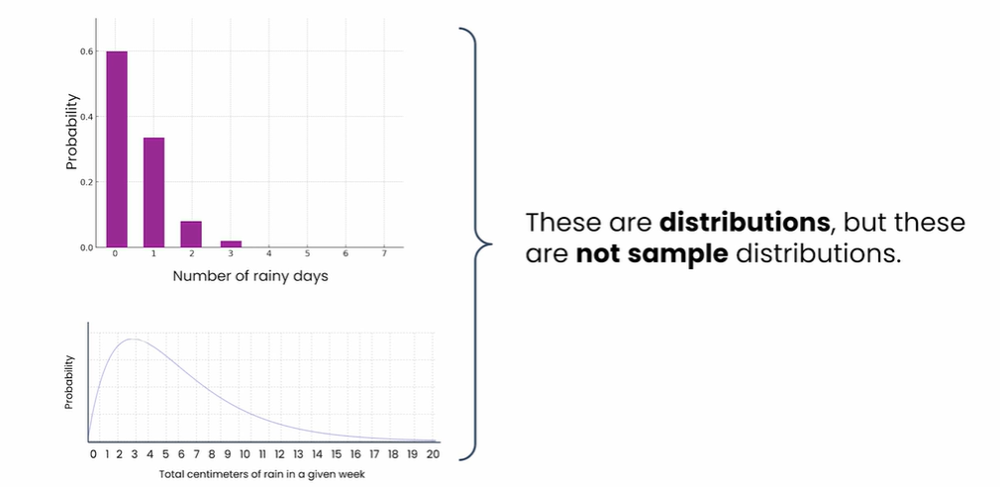 0.6
0.4
0.2
0.0
Probability
0 1 2 3 4 5 6 7
Number of rainy days
Probability
0 1 2 3 4 5 6 7 8 9 10 11 12 13 14 15 16 17 18 19 20
Total centimeters of rain in a given week
These are distributions, but these
are not sample distributions.